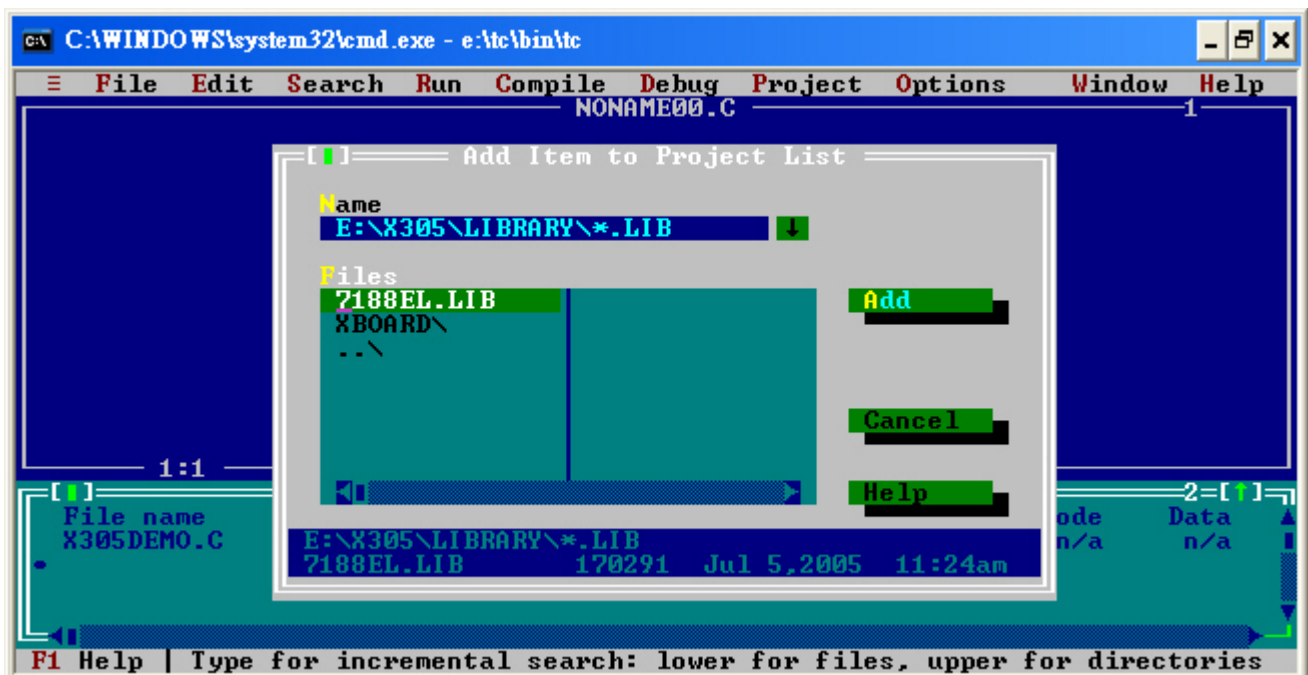 C:\WINDOWS\system32\cmd.exe - e:\tc\bin\tc
≡ File Edit Search Run Compile Debug Project Options Window Help
NONAME00.C 1
[▮] Add Item to Project List
Name
E:\X305\LIBRARY\*.LIB ↓
Files
7188EL.LIB
XBOARD\
..\
Add
Cancel
Help
E:\X305\LIBRARY\*.LIB
7188EL.LIB 170291 Jul 5,2005 11:24am
1:1
[▮] 2=[↑]
File name ode Data
X305DEMO.C n/a n/a
F1 Help | Type for incremental search: lower for files, upper for directories